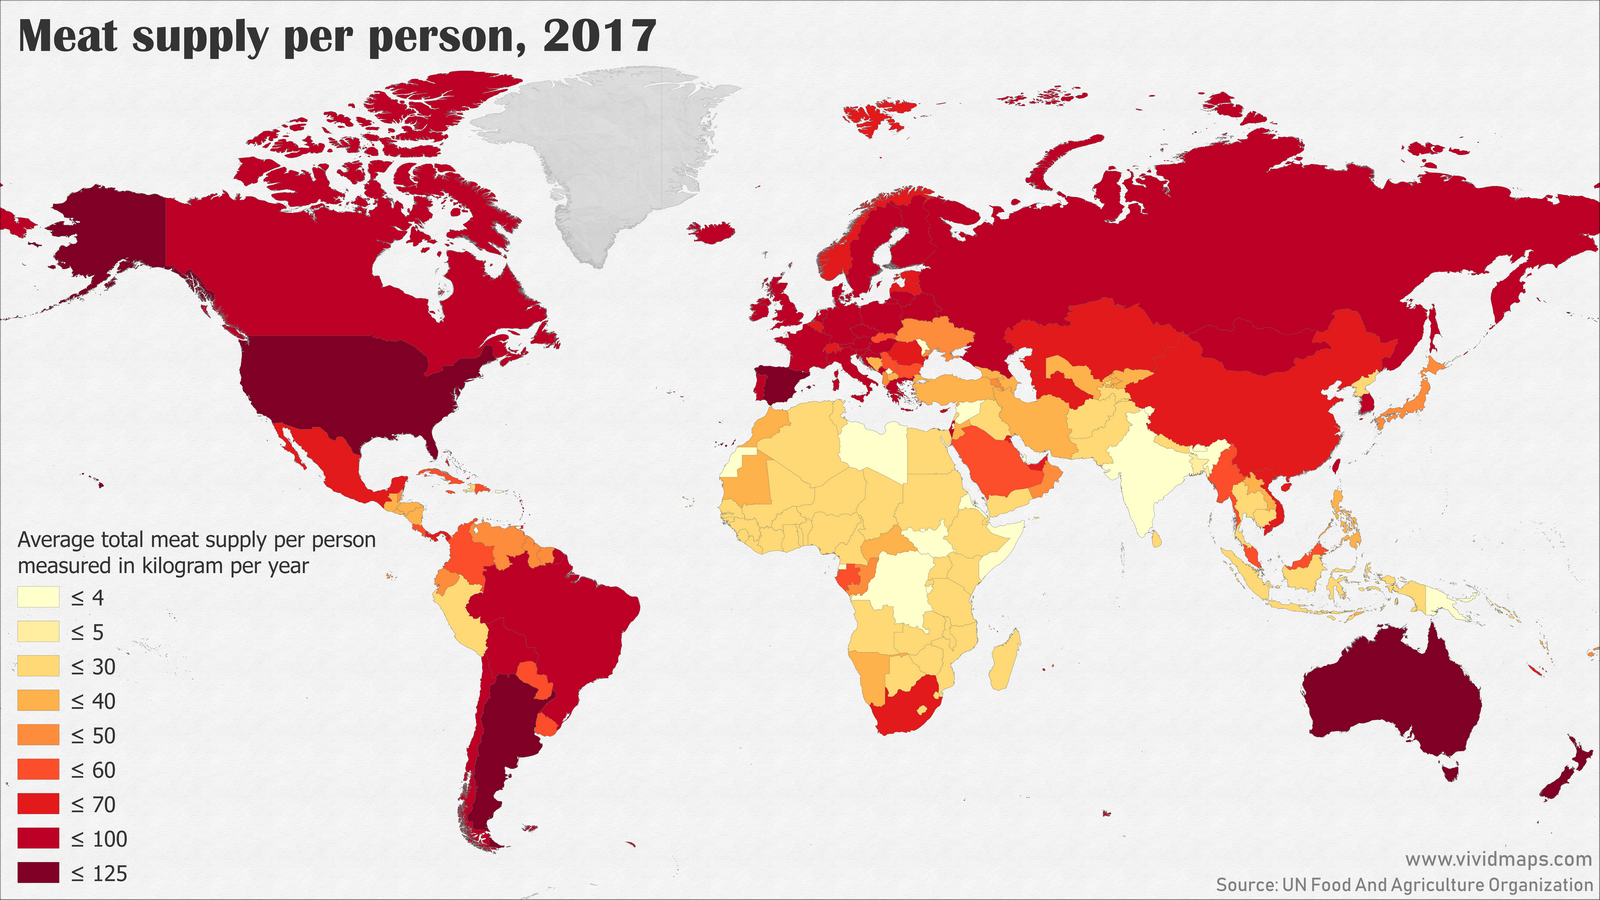 Meat supply per person, 2017
Average total meat supply per person
measured in kilogram per year
≤ 4
≤ 5
≤ 30
≤ 40
≤ 50
≤ 60
≤ 70
≤ 100
≤ 125
www.vividmaps.com
Source: UN Food And Agriculture Organization